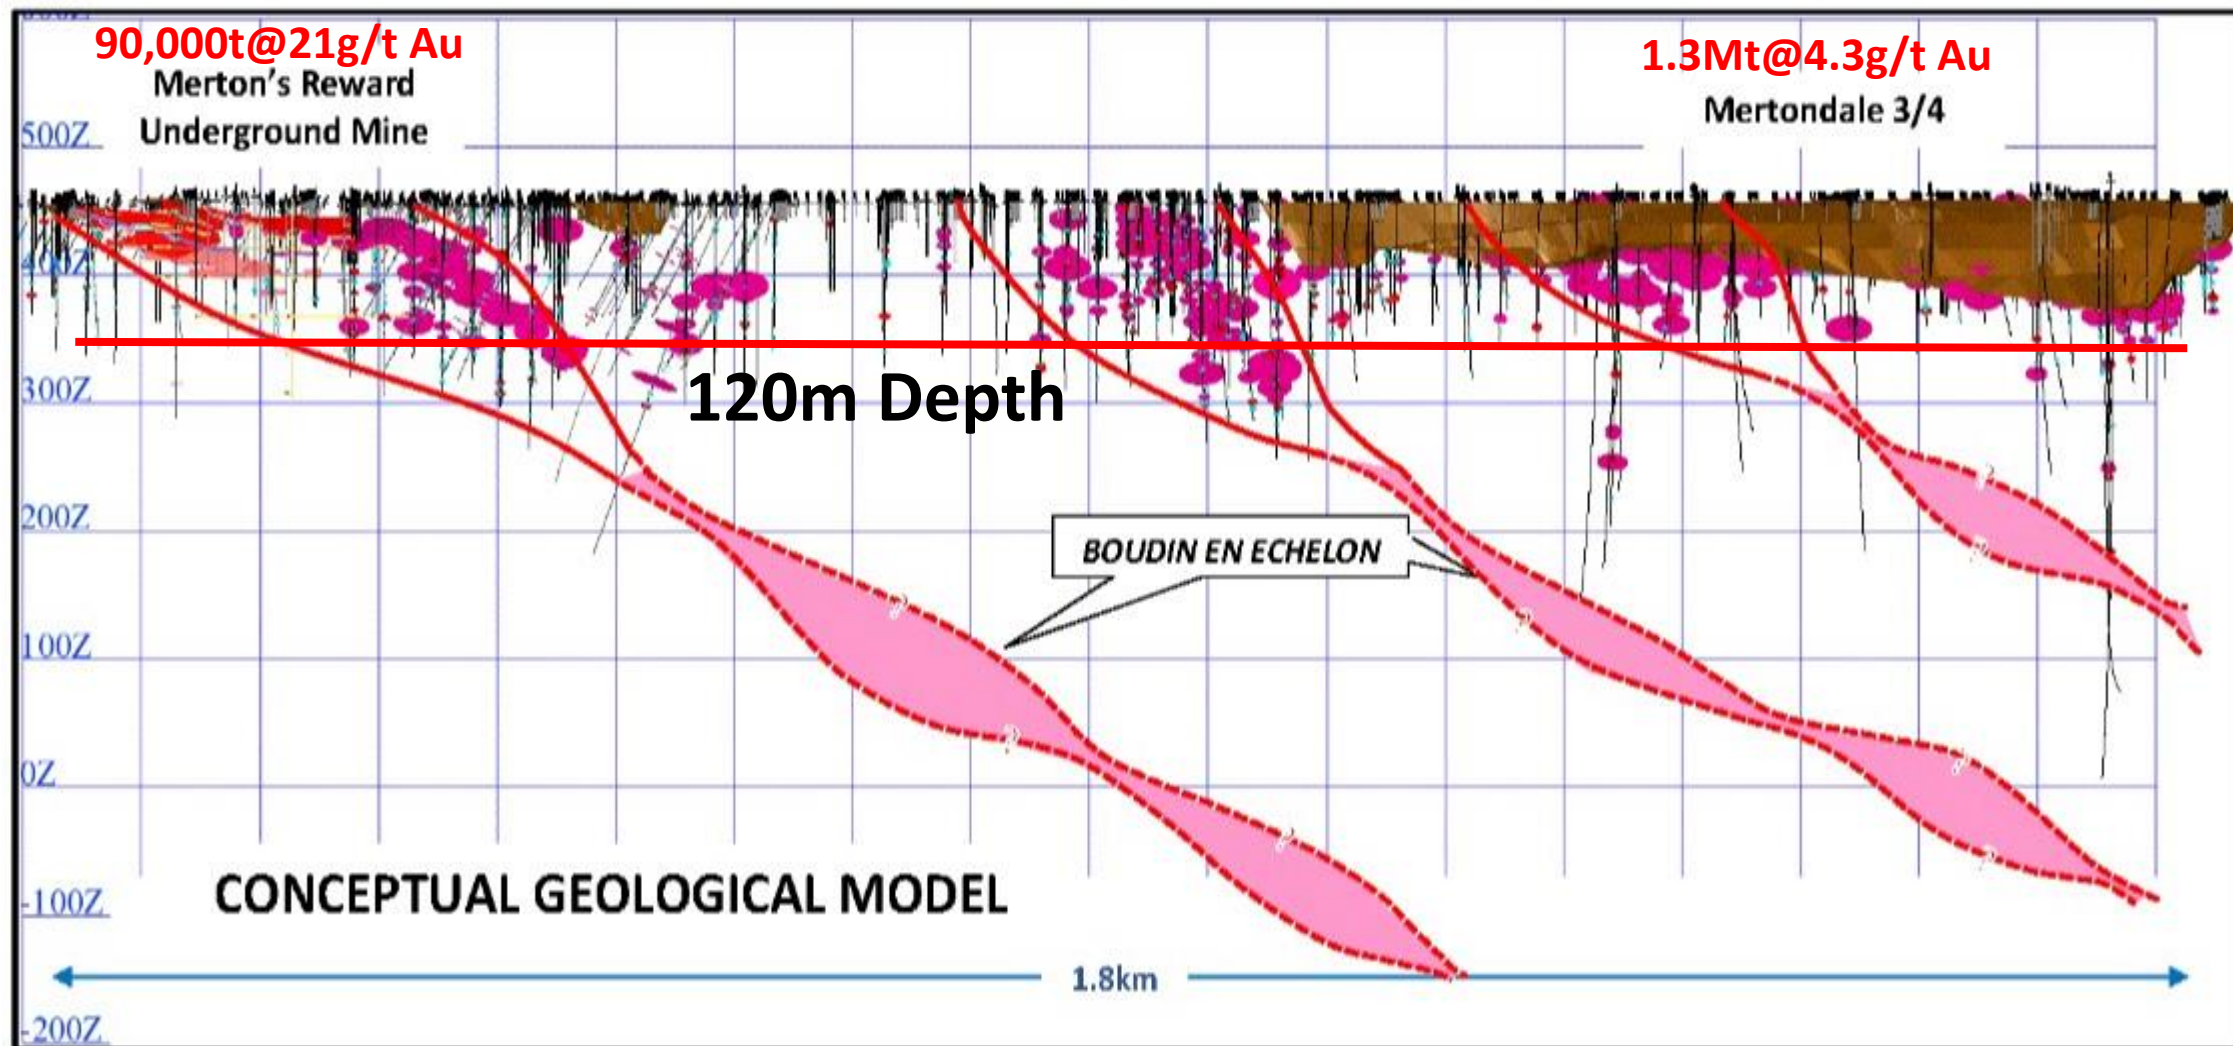 90,000t@21g/t Au
Merton's Reward
Underground Mine
1.3Mt@4.3g/t Au
Mertondale 3/4
500Z
400Z
300Z
120m Depth
200Z
BOUDIN EN ECHELON
100Z
0Z
CONCEPTUAL GEOLOGICAL MODEL
-100Z
1.8km
-200Z
?
?
?
?
?
?
?
?